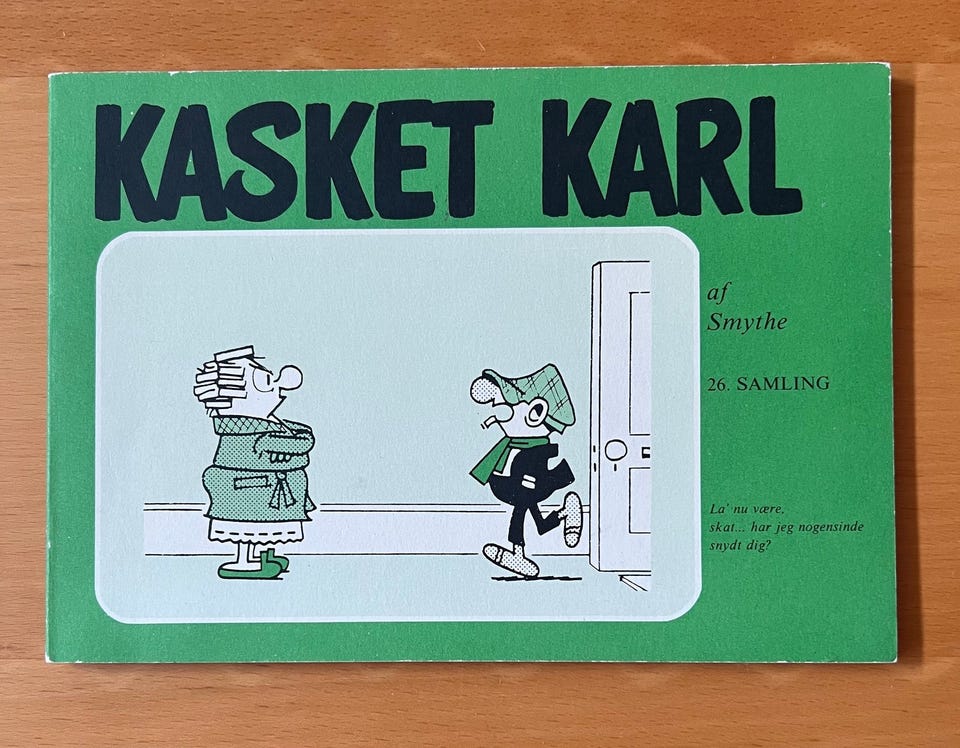 KASKET KARL
af
Smythe
26. SAMLING
La' nu være,
skat... har jeg nogensinde
snydt dig?